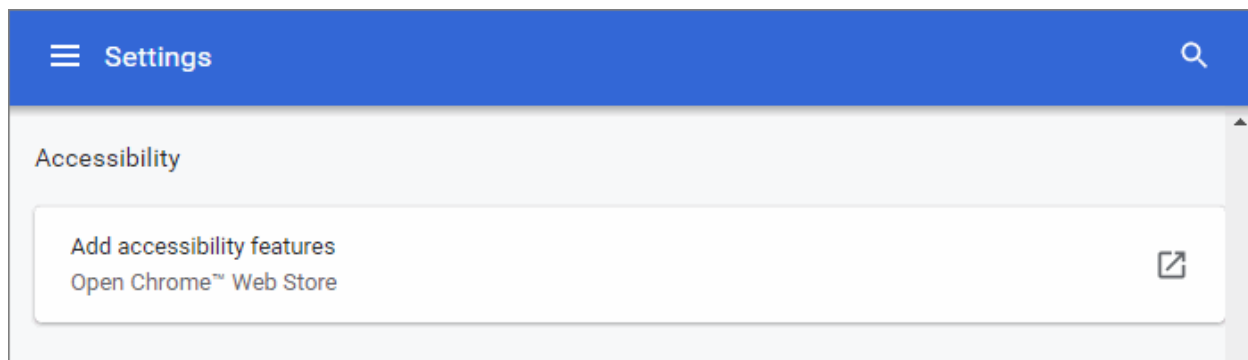 Settings
Accessibility
Add accessibility features
Open Chrome™ Web Store